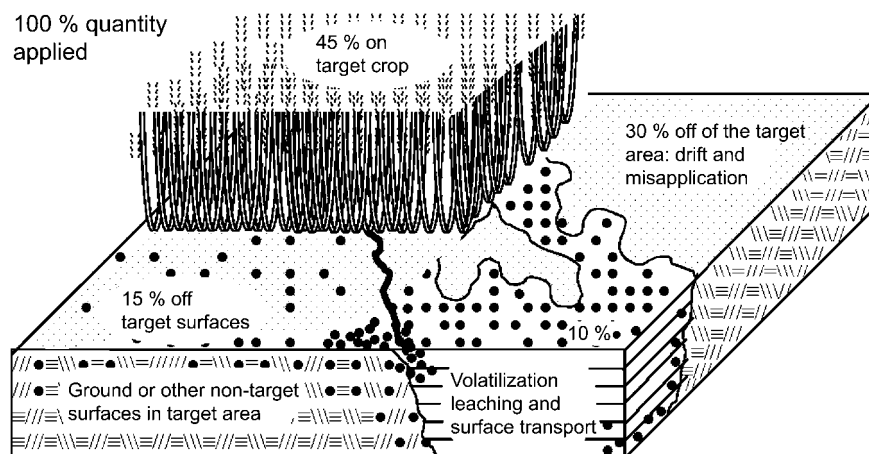 100 % quantity
applied
45 % on
target crop
30 % off of the target
area: drift and
misapplication
15 % off
target surfaces
10 %
Ground or other non-target
surfaces in target area
Volatilization
leaching and
surface transport